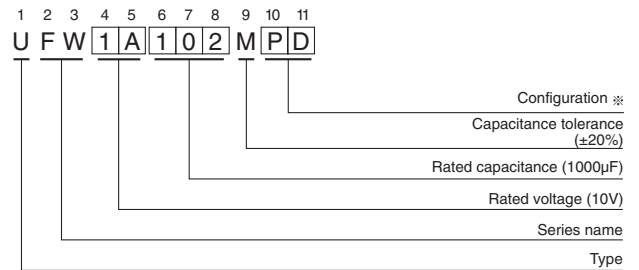 1 2 3 4 5 6 7 8 9 10 11
U F W 1 A 1 0 2 M P D
Configuration ※
Capacitance tolerance
(±20%)
Rated capacitance (1000µF)
Rated voltage (10V)
Series name
Type